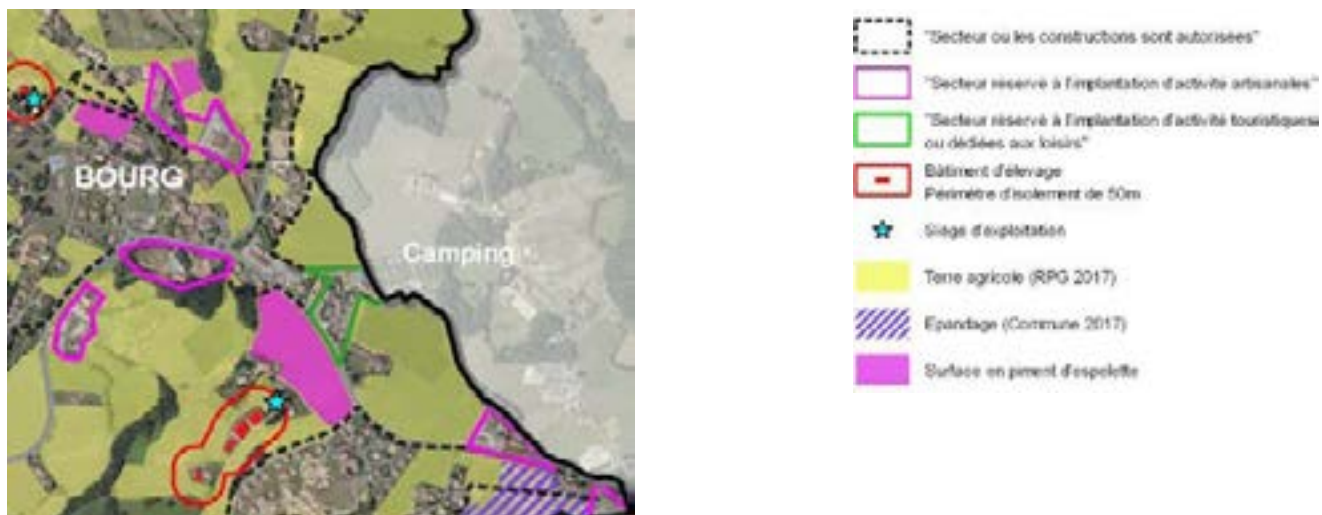 BOURG
Camping
"Secteur ou les constructions sont autorisées"
"Secteur réservé à l'implantation d'activité artisanales"
"Secteur réservé à l'implantation d'activité touristiques
ou dédiées aux loisirs"
Bâtiment d'élevage
Périmètre d'isolement de 50m
Siège d'exploitation
Terre agricole (RPG 2017)
Epandage (Commune 2017)
Surface en piment d'espelette